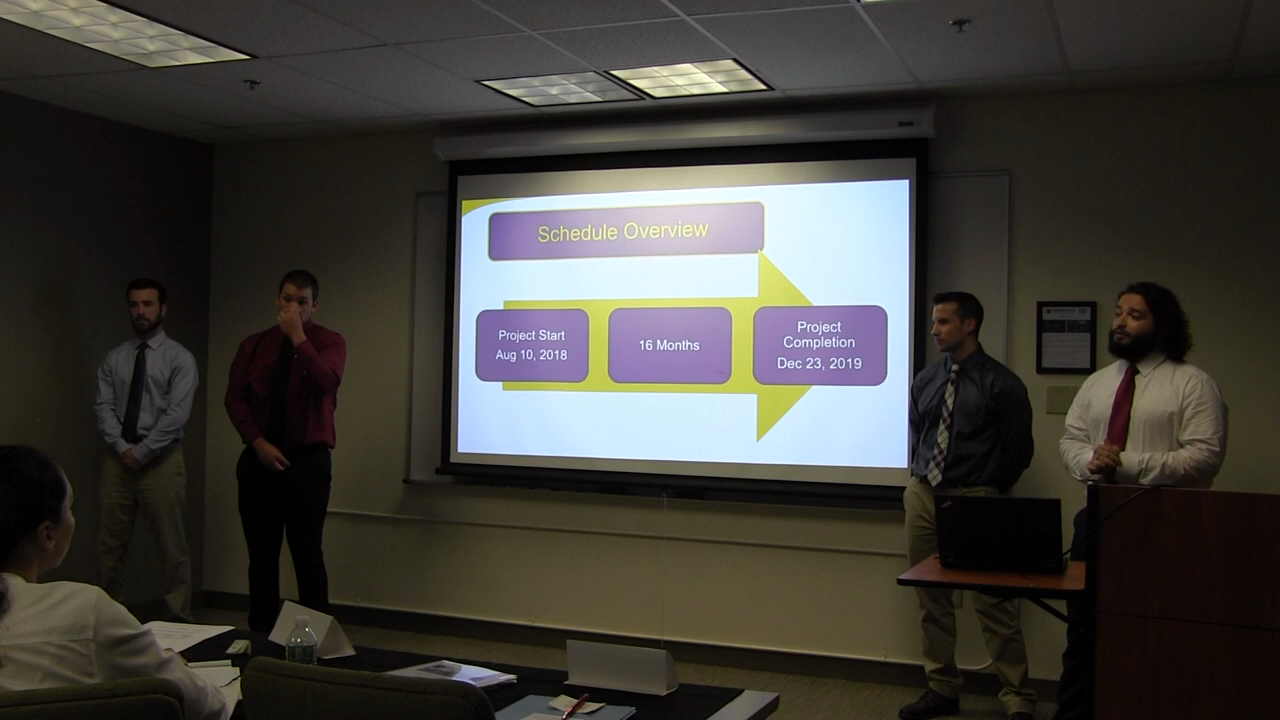 Schedule Overview
Project Start
Aug 10, 2018
16 Months
Project
Completion
Dec 23, 2019